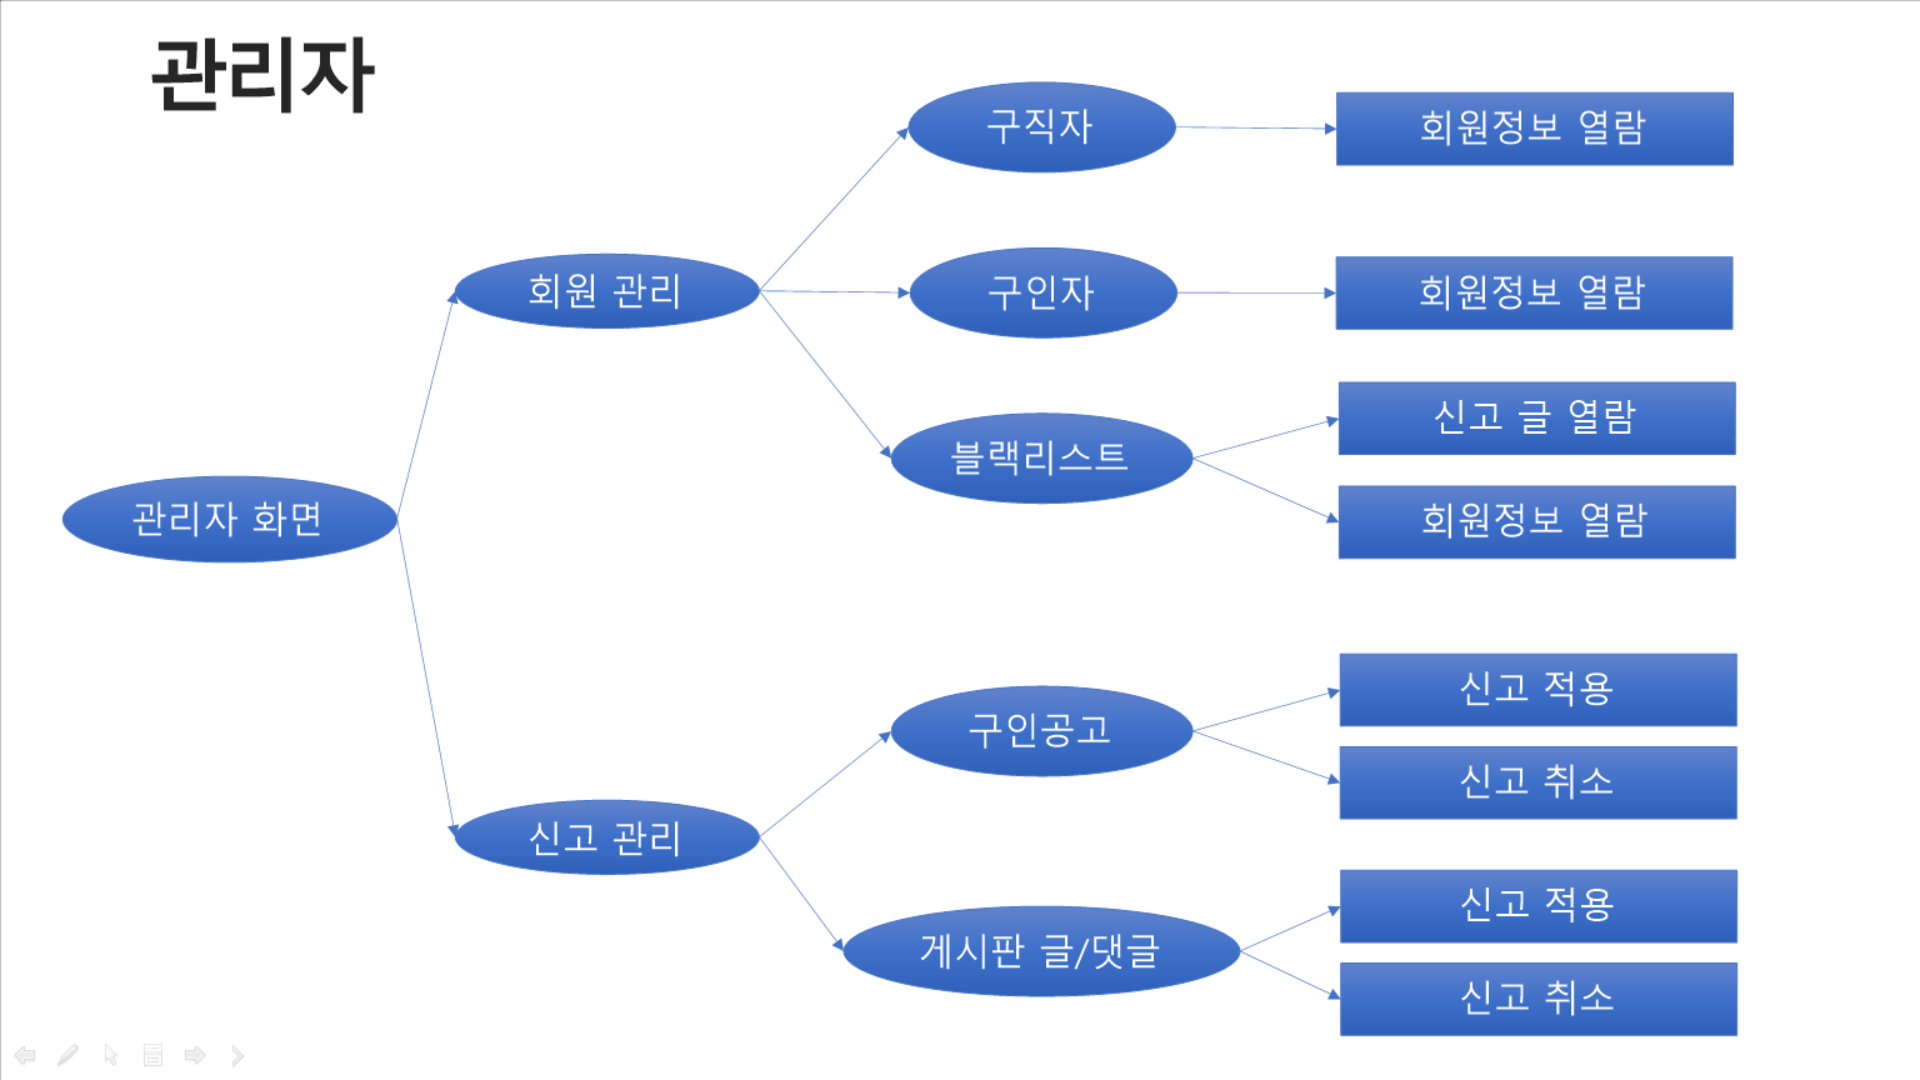 관리자
구직자
회원정보 열람
회원 관리
구인자
회원정보 열람
신고 글 열람
블랙리스트
회원정보 열람
관리자 화면
신고 적용
구인공고
신고 취소
신고 관리
신고 적용
게시판 글/댓글
신고 취소